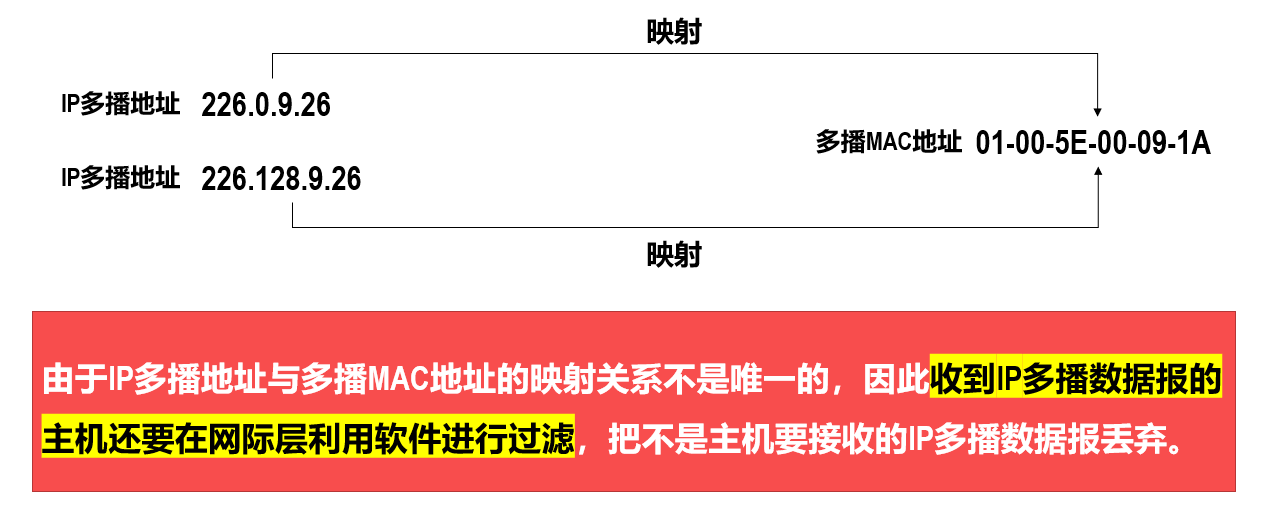 映射
IP多播地址 226.0.9.26
多播MAC地址 01-00-5E-00-09-1A
IP多播地址 226.128.9.26
映射
由于IP多播地址与多播MAC地址的映射关系不是唯一的，因此收到IP多播数据报的
主机还要在网际层利用软件进行过滤，把不是主机要接收的IP多播数据报丢弃。